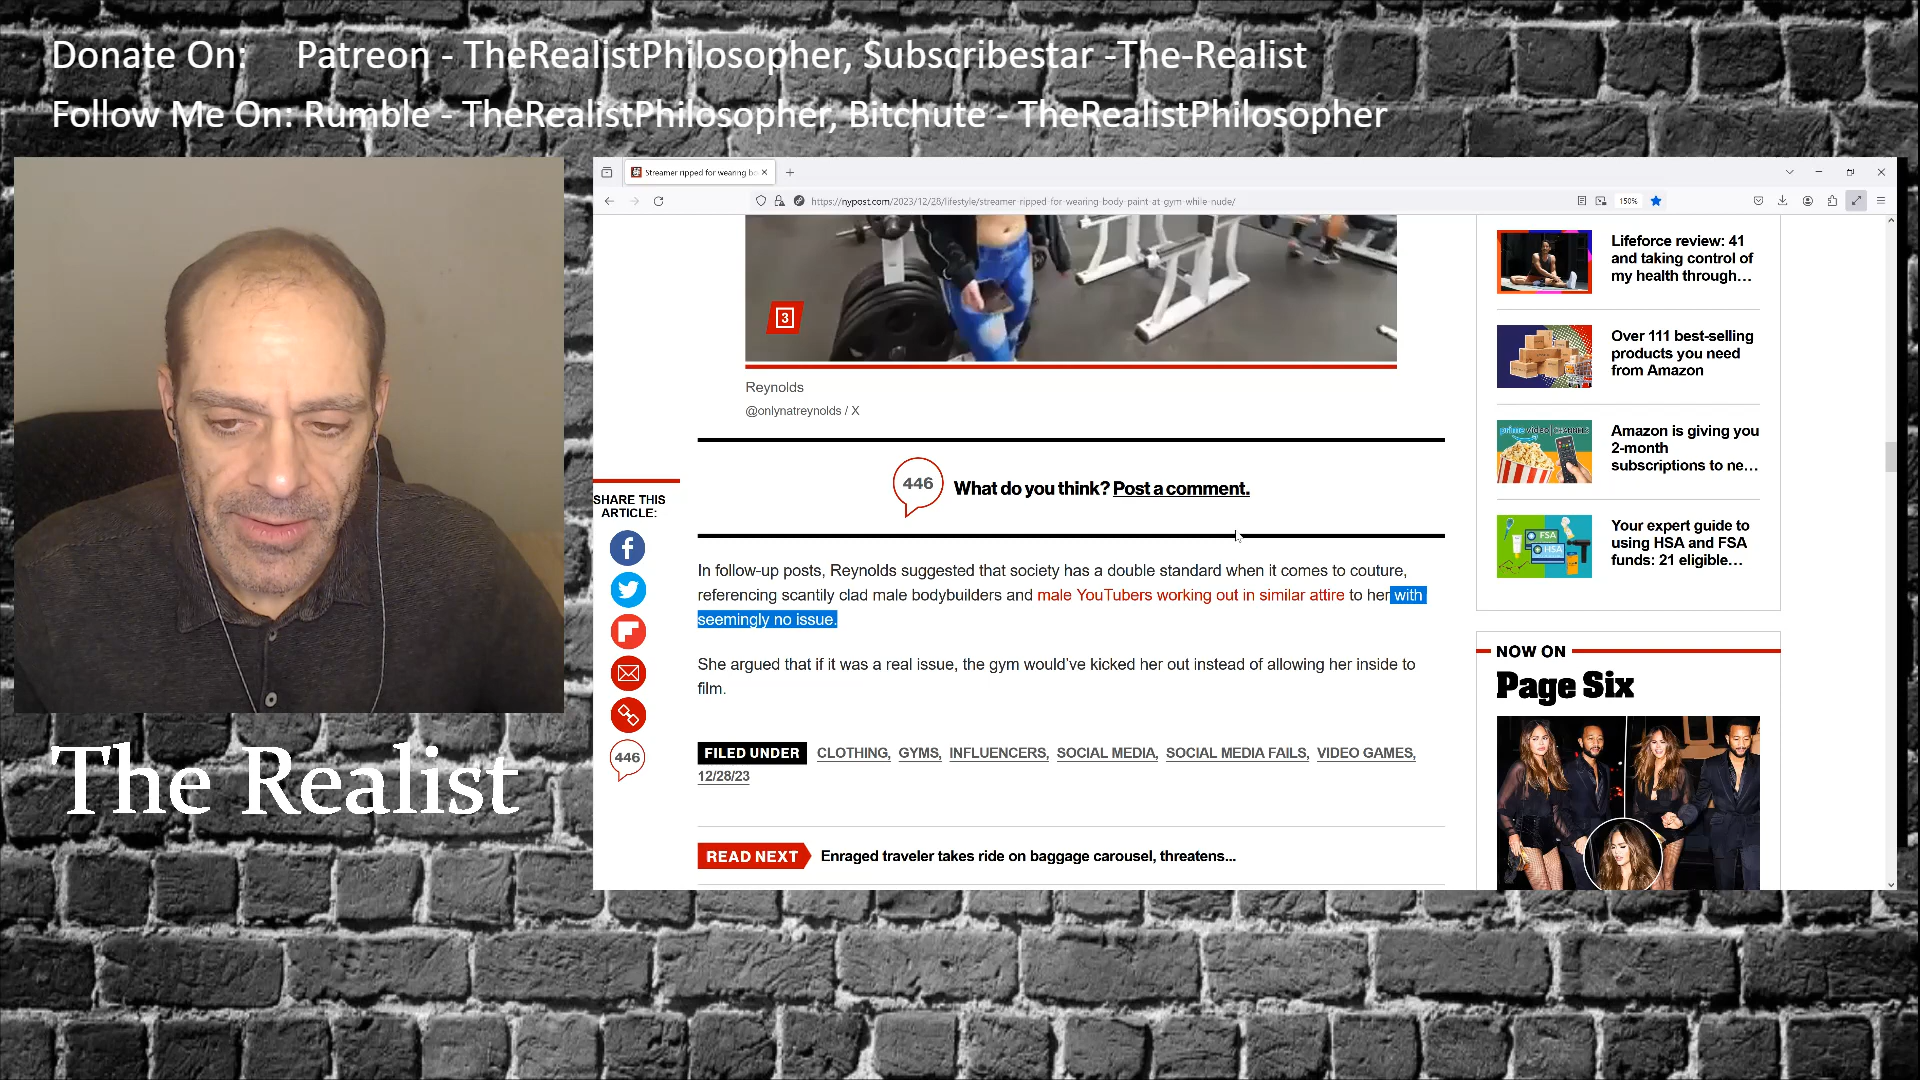 Donate On: Patreon - TheRealistPhilosopher, Subscribestar -The-Realist
Follow Me On: Rumble - TheRealistPhilosopher, Bitchute - TheRealistPhilosopher
Streamer ripped for wearing bo
https://nypost.com/2023/12/28/lifestyle/streamer-ripped-for-wearing-body-paint-at-gym-while-nude/
150%
3
Reynolds
@onlynatreynolds / X
446
What do you think? Post a comment.
SHARE THIS
ARTICLE:
446
In follow-up posts, Reynolds suggested that society has a double standard when it comes to couture,
referencing scantily clad male bodybuilders and male YouTubers working out in similar attire to her with
seemingly no issue.
She argued that if it was a real issue, the gym would've kicked her out instead of allowing her inside to
film.
FILED UNDER CLOTHING, GYMS, INFLUENCERS, SOCIAL MEDIA, SOCIAL MEDIA FAILS, VIDEO GAMES,
12/28/23
READ NEXT Enraged traveler takes ride on baggage carousel, threatens...
Lifeforce review: 41
and taking control of
my health through...
Over 111 best-selling
products you need
from Amazon
prime video | CHANNELS
Amazon is giving you
2-month
subscriptions to ne...
FSA
HSA
Your expert guide to
using HSA and FSA
funds: 21 eligible...
NOW ON
Page Six
The Realist